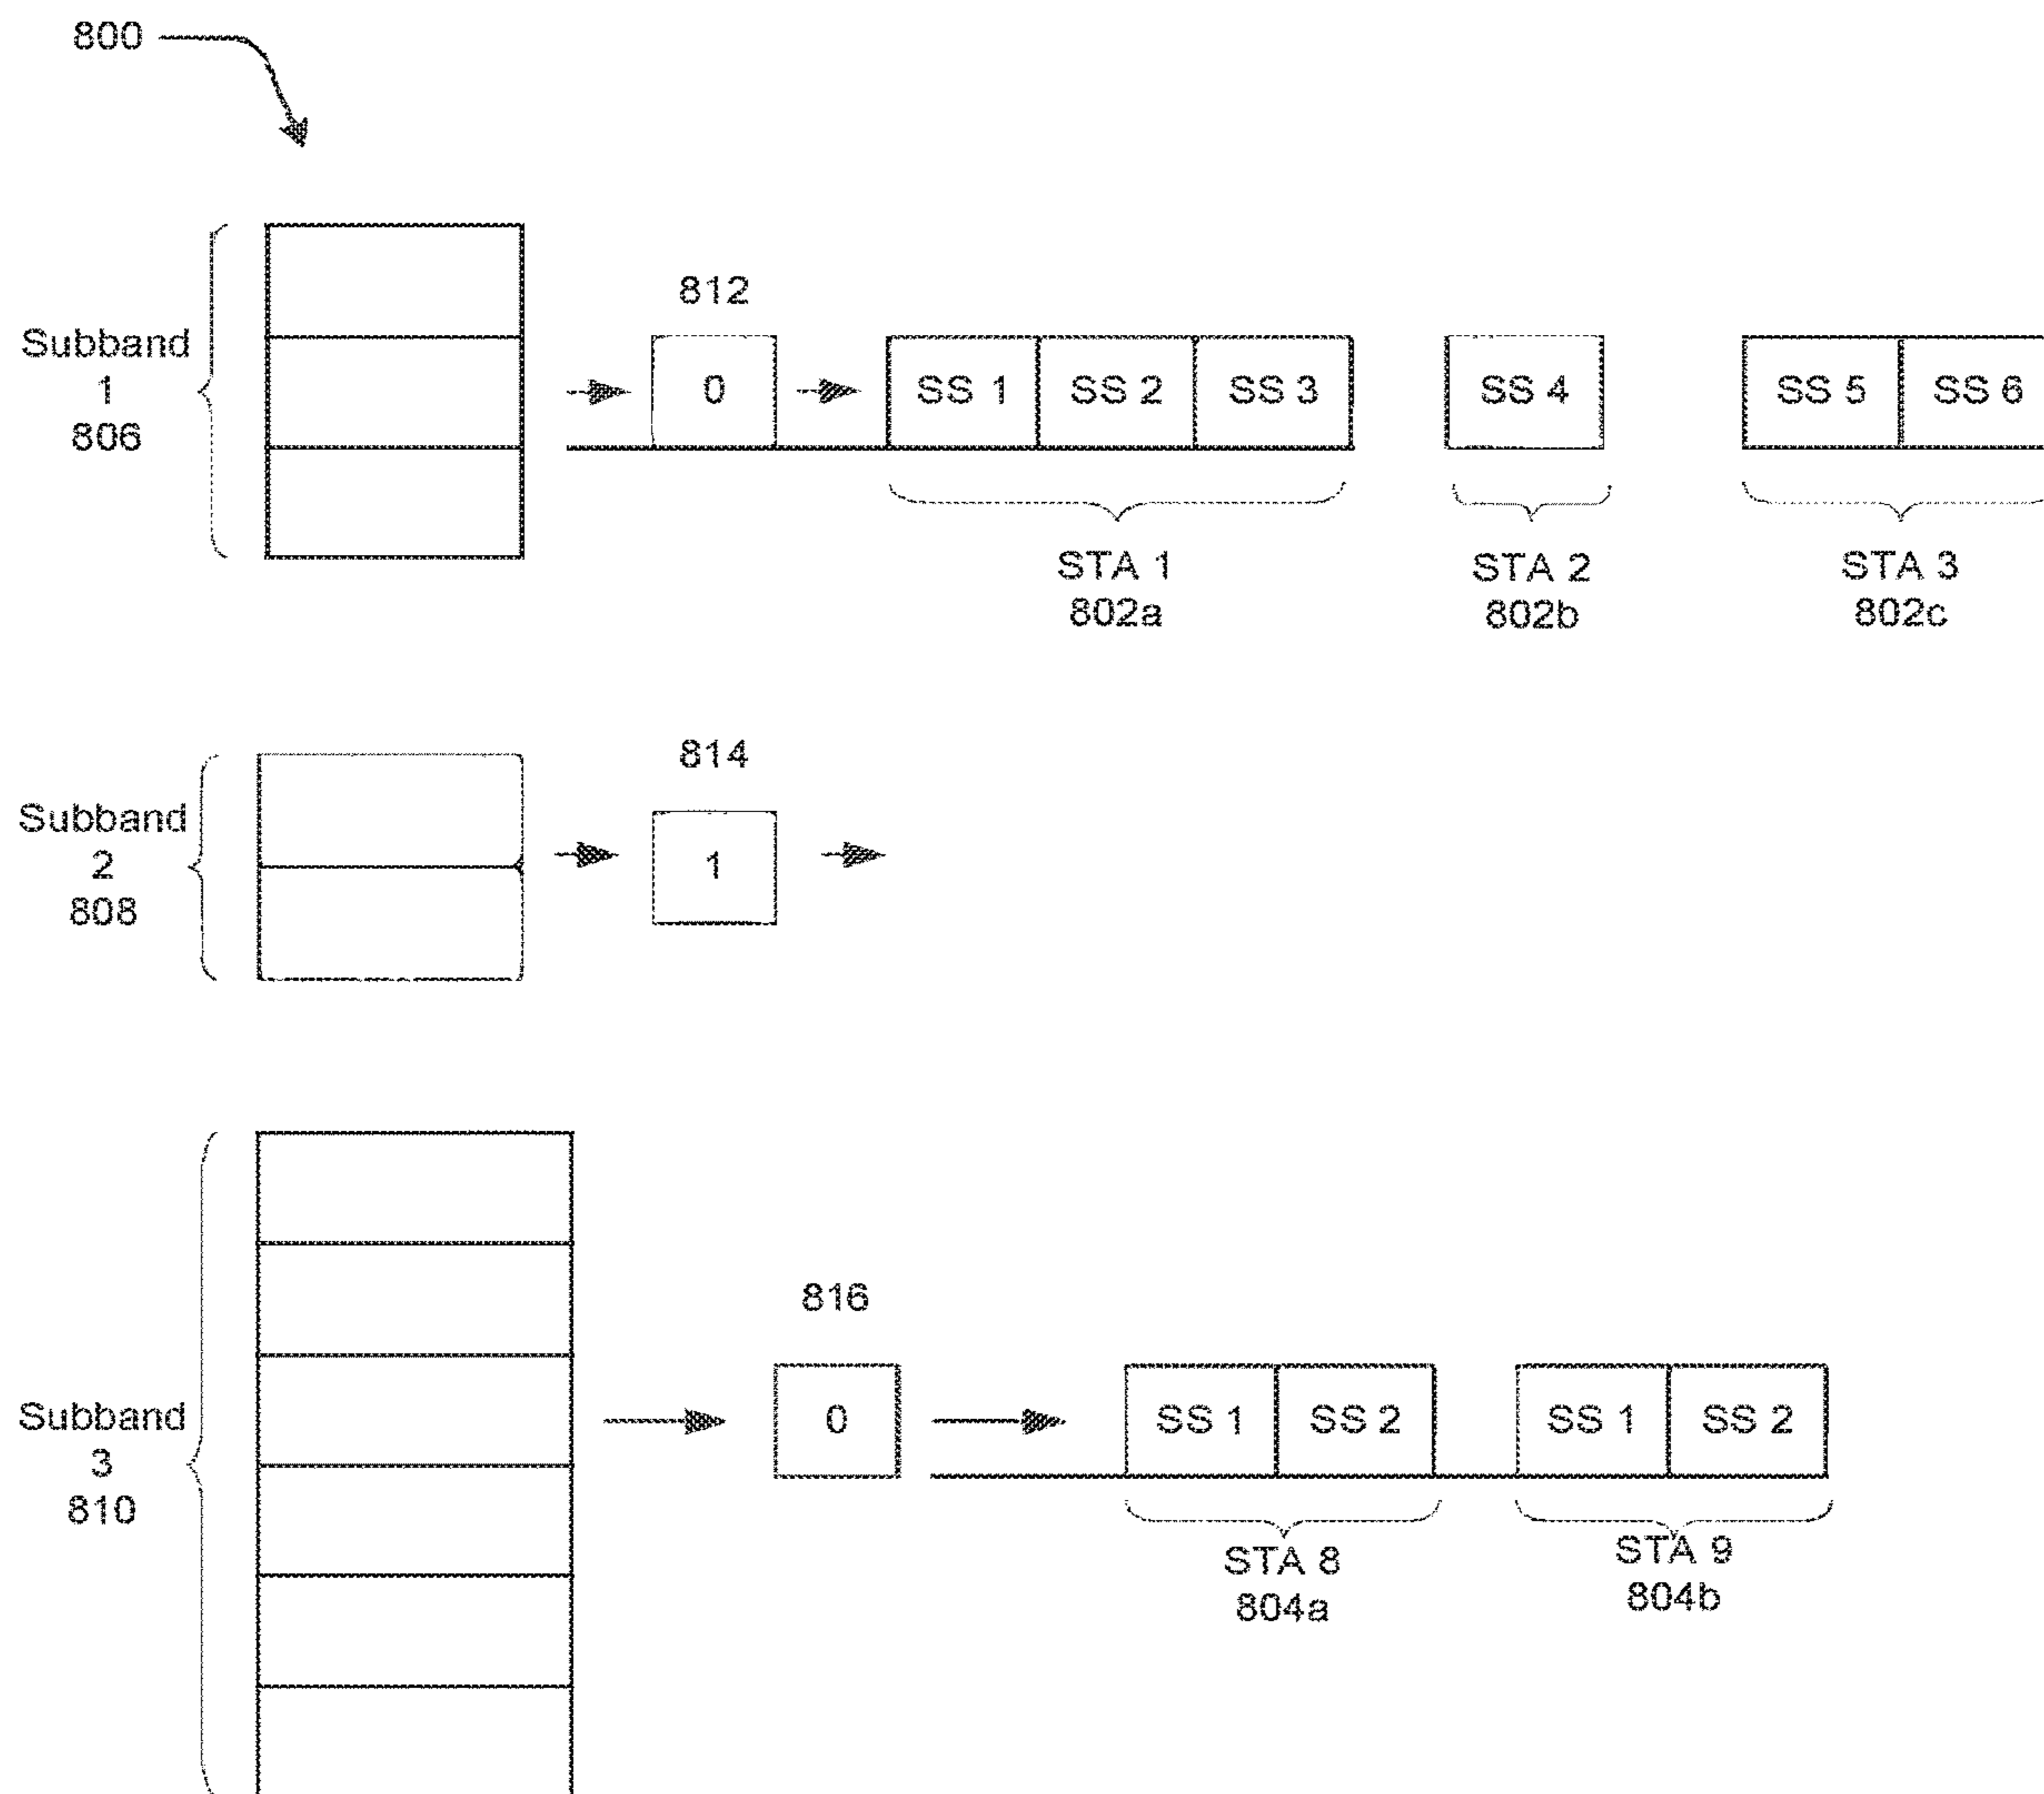 800
Subband
1
806
812
0
SS 1 SS 2 SS 3 SS 4 SS 5 SS 6
STA 1
802a
STA 2
802b
STA 3
802c
Subband
2
808
814
1
Subband
3
810
816
0
SS 1 SS 2 SS 1 SS 2
STA 8
804a
STA 9
804b